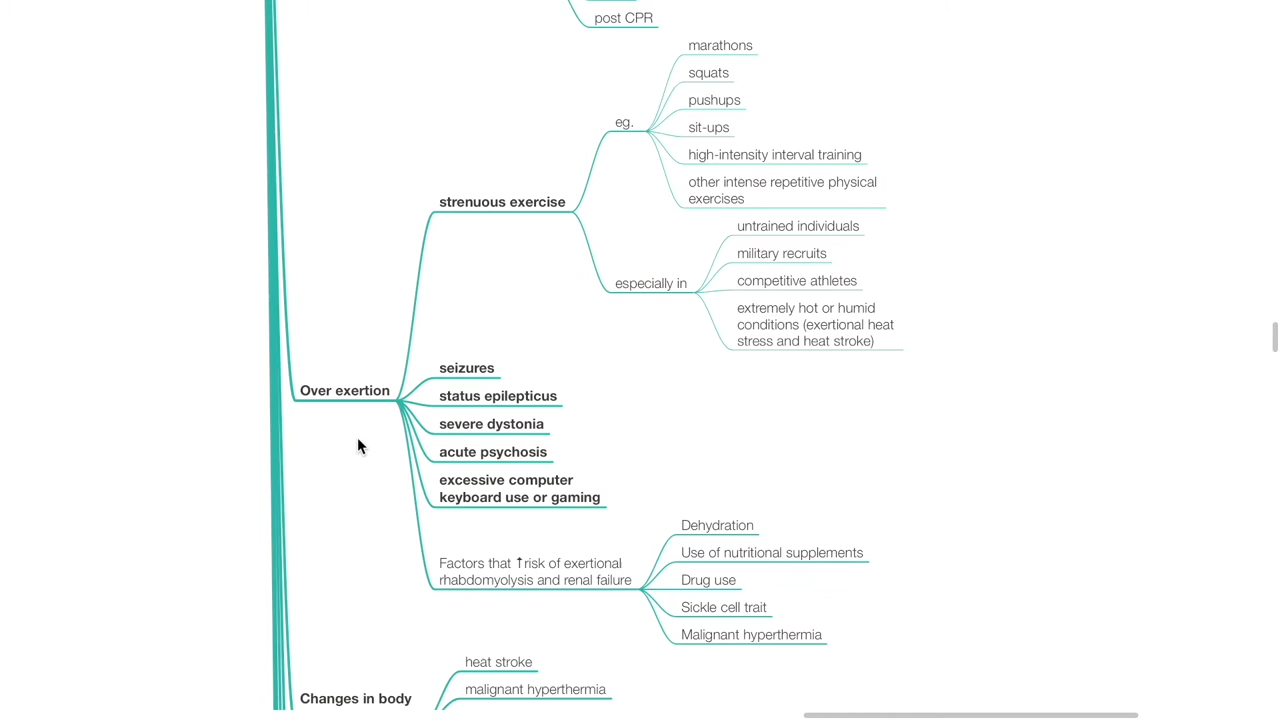 post CPR
marathons
squats
pushups
eg.
sit-ups
high-intensity interval training
other intense repetitive physical
exercises
strenuous exercise
untrained individuals
military recruits
especially in
competitive athletes
extremely hot or humid
conditions (exertional heat
stress and heat stroke)
Over exertion
seizures
status epilepticus
severe dystonia
acute psychosis
excessive computer
keyboard use or gaming
Factors that ↑risk of exertional
rhabdomyolysis and renal failure
Dehydration
Use of nutritional supplements
Drug use
Sickle cell trait
Malignant hyperthermia
Changes in body
heat stroke
malignant hyperthermia